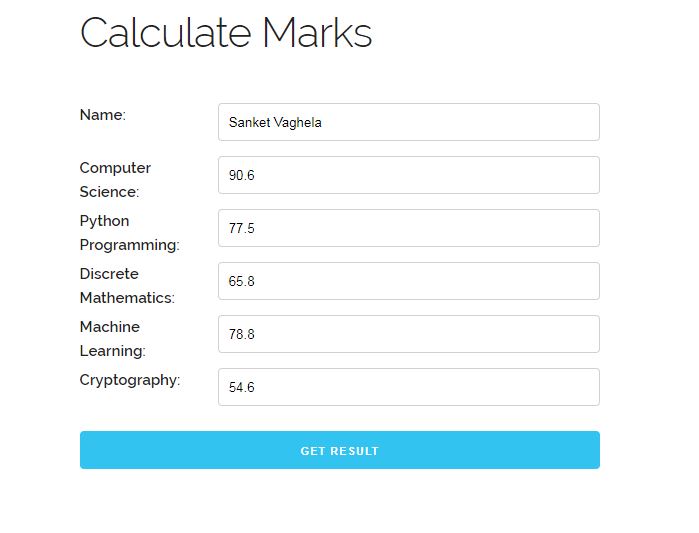 Calculate Marks
Name:
Sanket Vaghela
Computer
Science:
90.6
Python
Programming:
77.5
Discrete
Mathematics:
65.8
Machine
Learning:
78.8
Cryptography:
54.6
GET RESULT